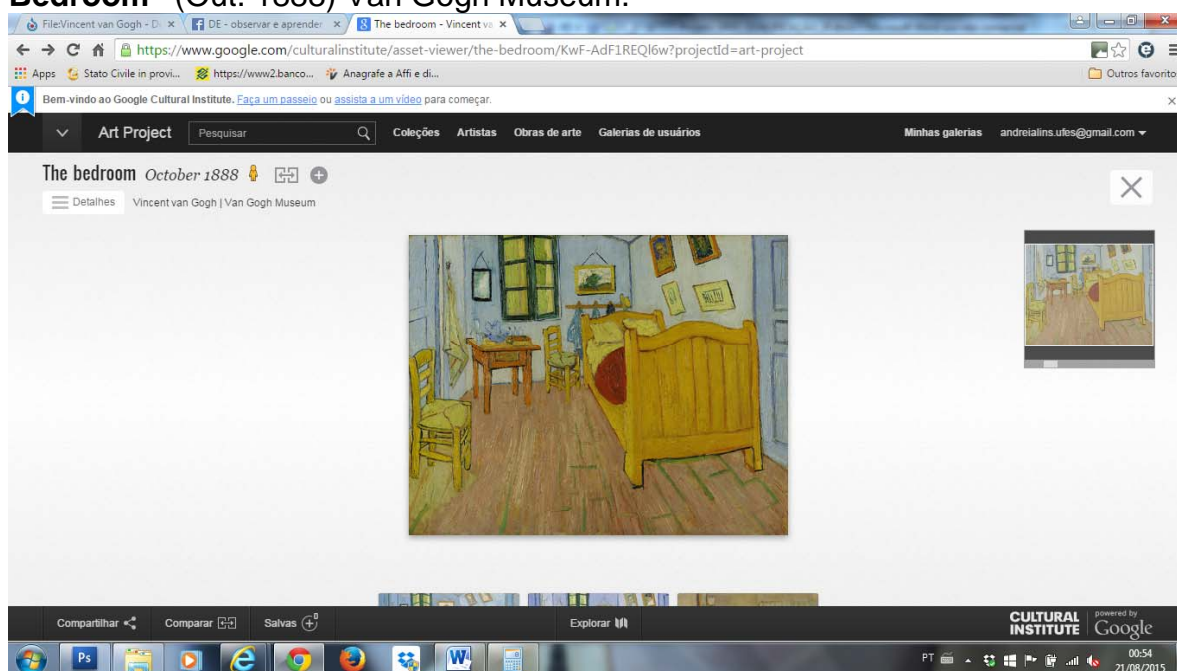 Bedroom" (Out. 1888) Van Gogh Museum.
File:Vincent van Gogh - D
DE - observar e aprender
The bedroom - Vincent va
https://www.google.com/culturalinstitute/asset-viewer/the-bedroom/KwF-AdF1REQl6w?projectId=art-project
Apps Stato Civile in provi... https://www2.banco... Anagrafe a Affi e di... Outros favorito
Bem-vindo ao Google Cultural Institute. Faça um passeio ou assista a um vídeo para começar.
Art Project Pesquisar Coleções Artistas Obras de arte Galerias de usuários Minhas galerias andreialins.ufes@gmail.com
The bedroom October 1888
Detalhes Vincent van Gogh | Van Gogh Museum
Compartilhar Comparar Salvas Explorar CULTURAL INSTITUTE powered by Google
Ps W PT 00:54
21/08/2015